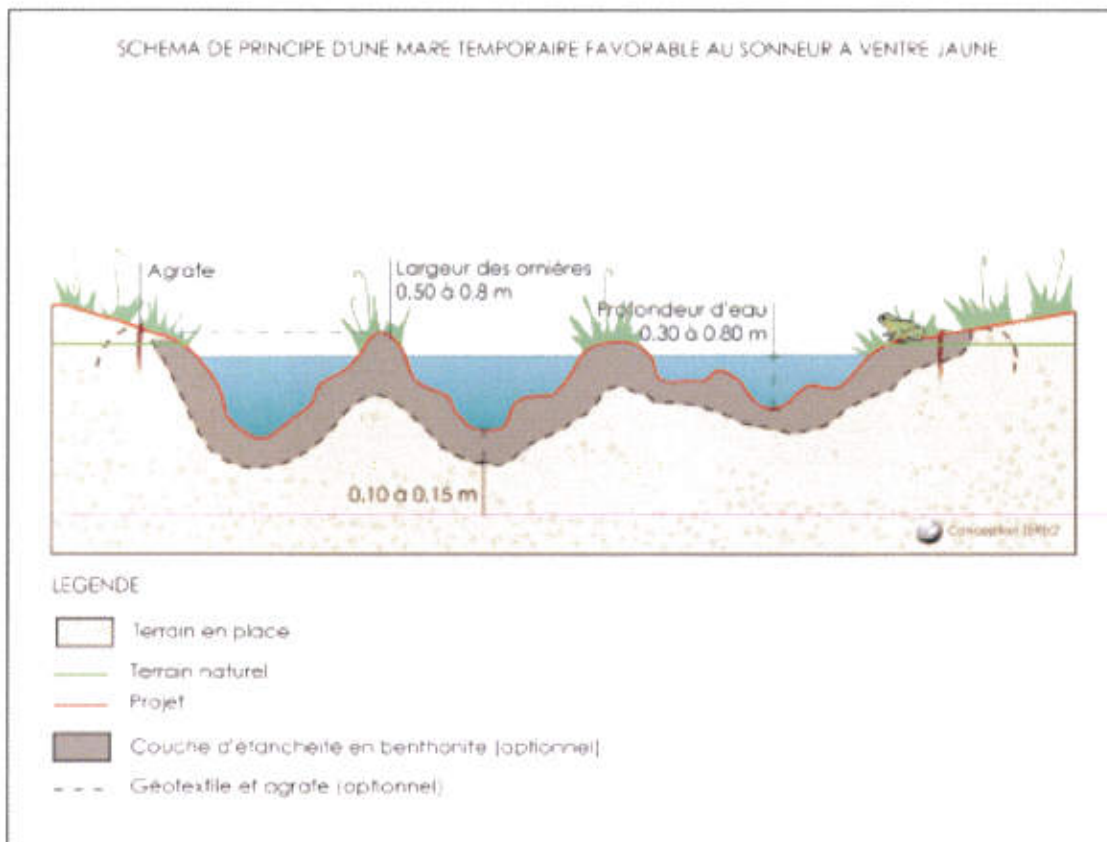 SCHEMA DE PRINCIPE D'UNE MARE TEMPORAIRE FAVORABLE AU SONNEUR A VENTRE JAUNE
Agrafe
Largeur des ornières
0.50 à 0.8 m
Profondeur d'eau
0.30 à 0.80 m
0.10 à 0.15 m
Conception
LEGENDE
Terrain en place
Terrain naturel
Projet
Couche d'étanchéité en benthonite (optionnel)
Géotextile et agrafe (optionnel)